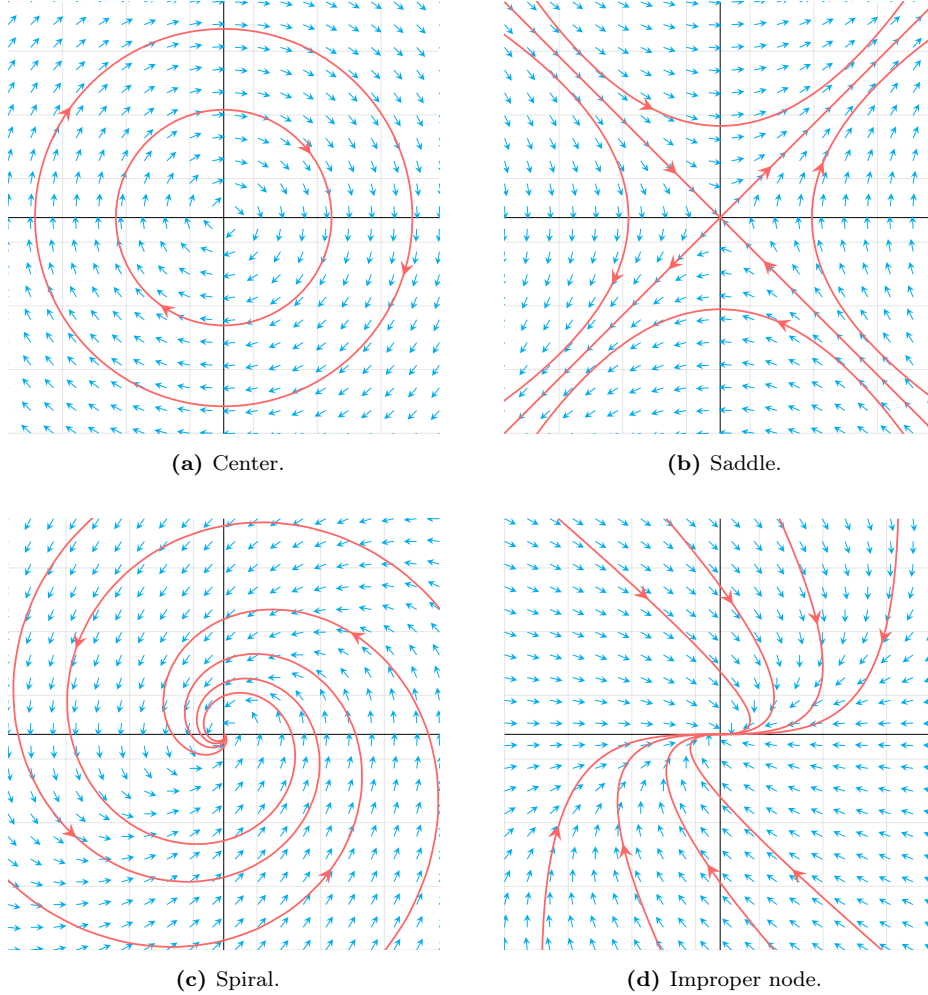 (a) Center.
(b) Saddle.
(c) Spiral.
(d) Improper node.